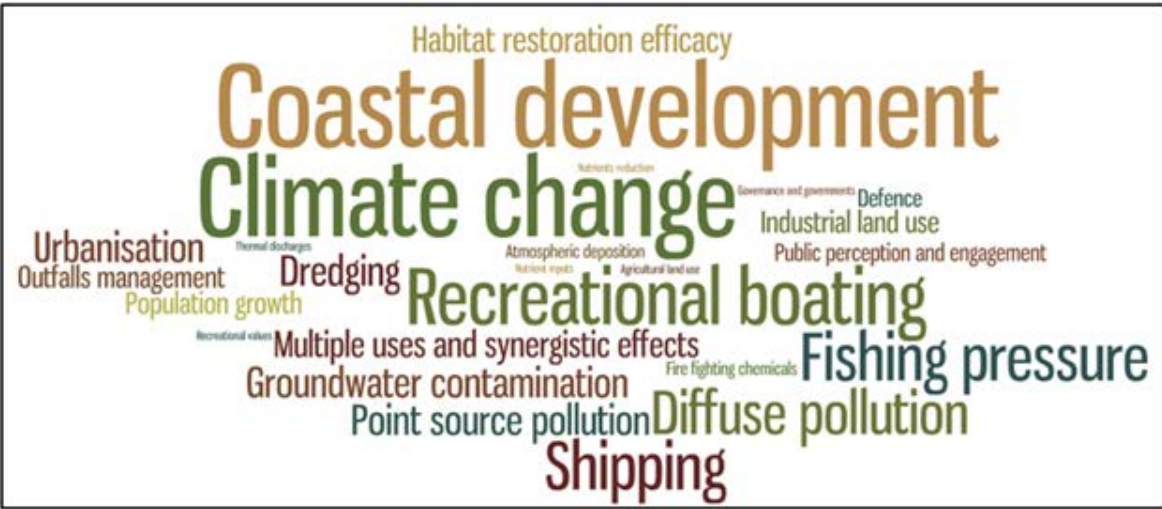 Habitat restoration efficacy
Coastal development
Nutrients reduction
Climate change
Governance and governments
Defence
Industrial land use
Urbanisation
Thermal discharges
Atmospheric deposition
Public perception and engagement
Outfalls management
Dredging
Nutrient inputs
Agricultural land use
Population growth
Recreational boating
Recreational values
Multiple uses and synergistic effects
Fire fighting chemicals
Fishing pressure
Groundwater contamination
Point source pollution
Diffuse pollution
Shipping